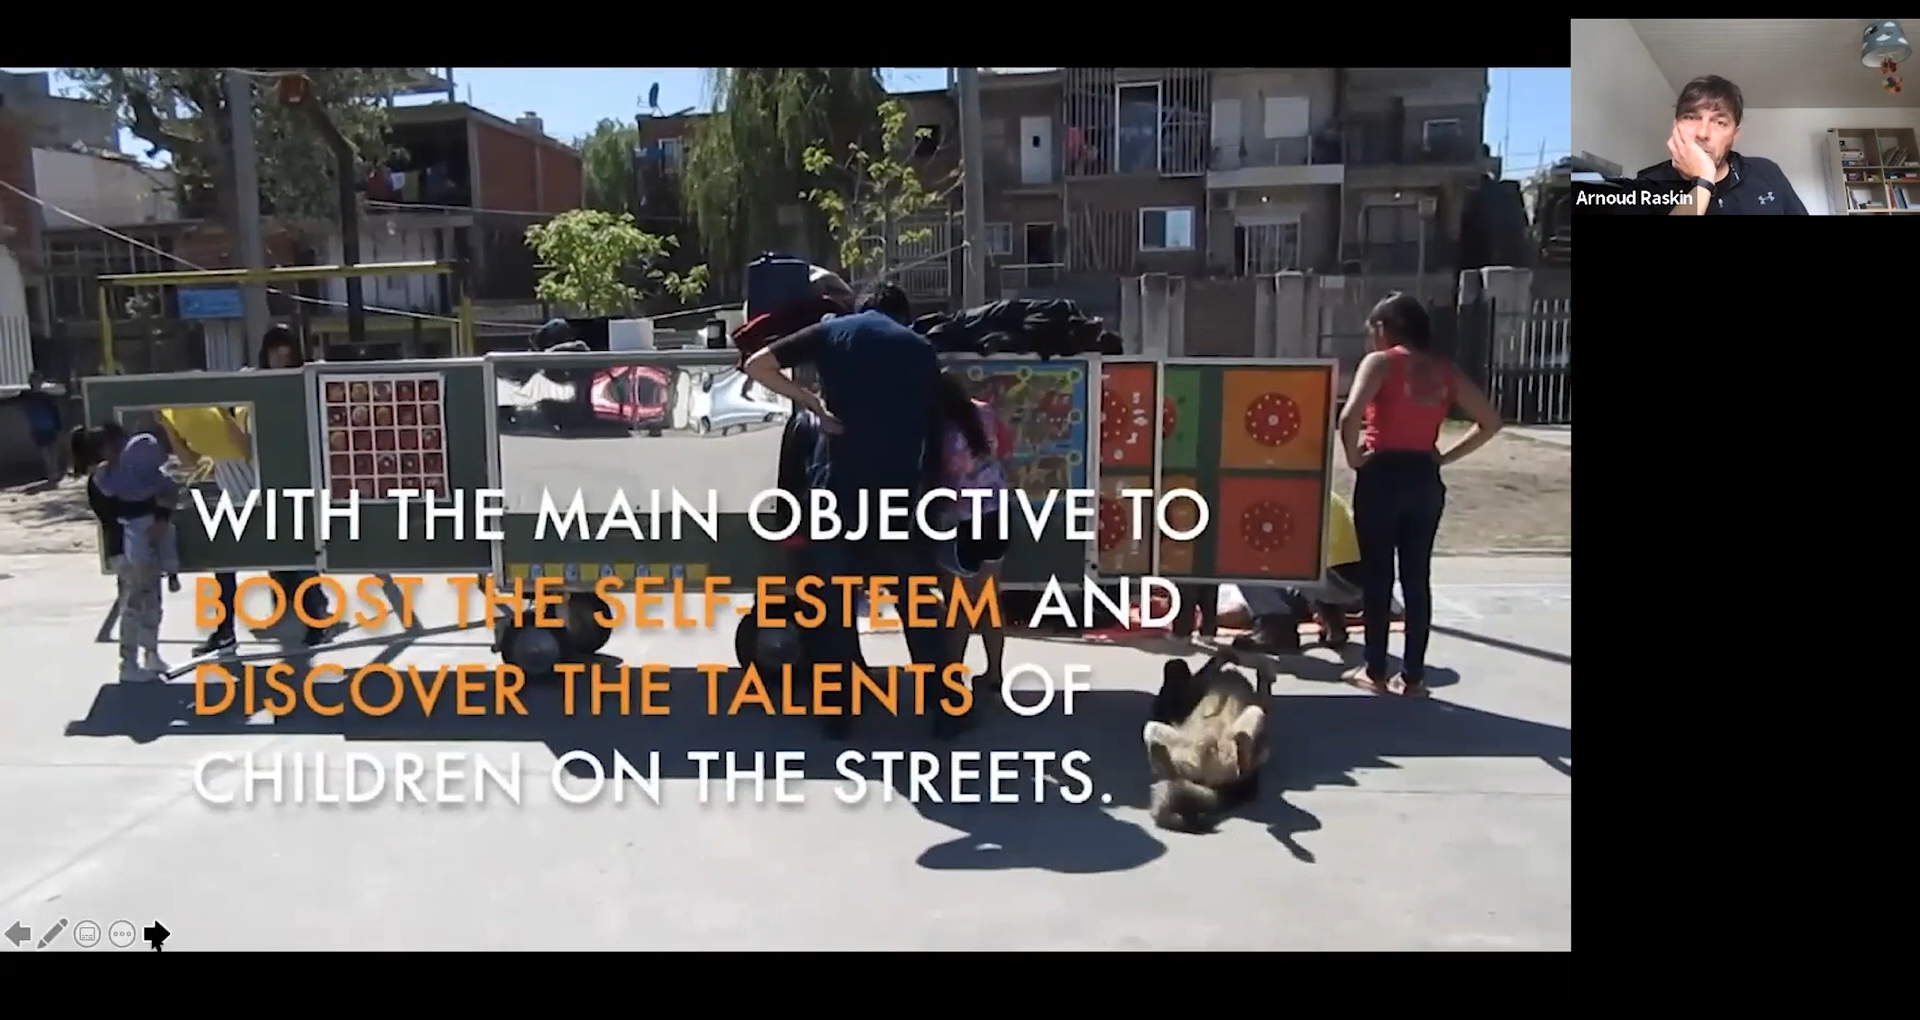 WITH THE MAIN OBJECTIVE TO
BOOST THE SELF-ESTEEM AND
DISCOVER THE TALENTS OF
CHILDREN ON THE STREETS.
Arnoud Raskin